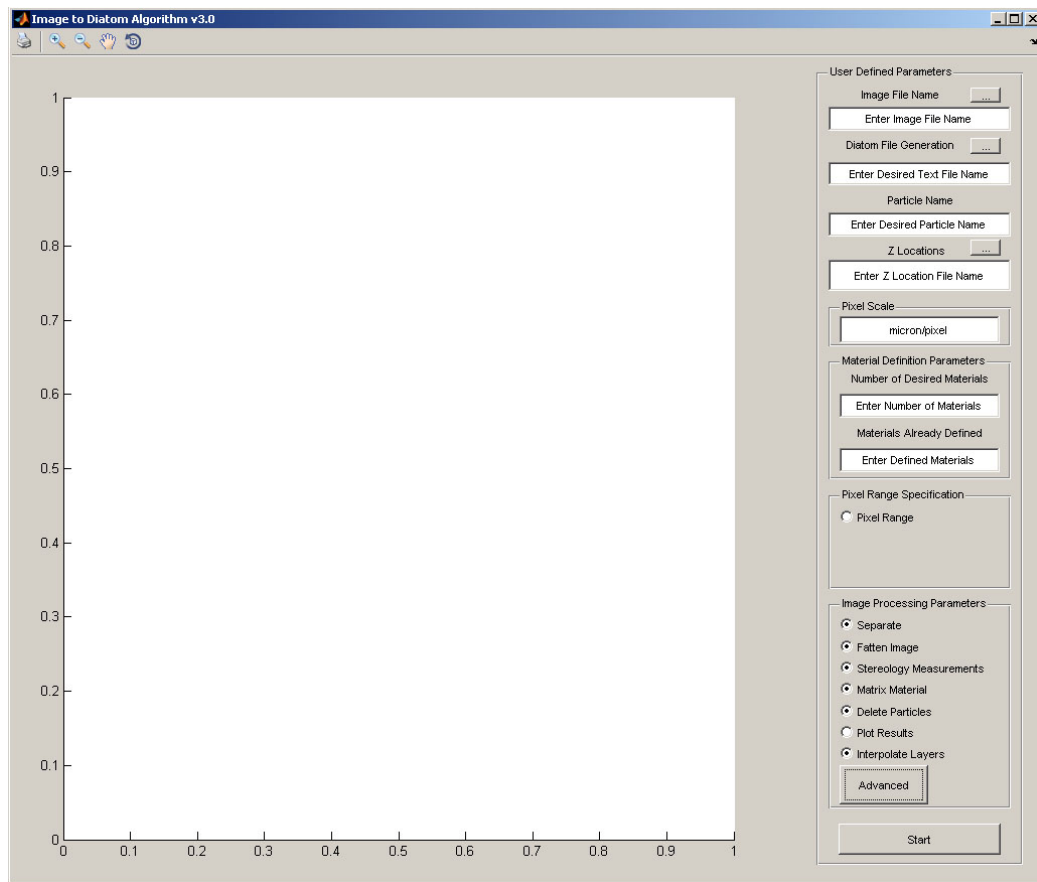 Image to Diatom Algorithm v3.0
User Defined Parameters
Image File Name ...
Enter Image File Name
Diatom File Generation ...
Enter Desired Text File Name
Particle Name
Enter Desired Particle Name
Z Locations ...
Enter Z Location File Name
Pixel Scale
micron/pixel
Material Definition Parameters
Number of Desired Materials
Enter Number of Materials
Materials Already Defined
Enter Defined Materials
Pixel Range Specification
Pixel Range
Image Processing Parameters
Separate
Fatten Image
Stereology Measurements
Matrix Material
Delete Particles
Plot Results
Interpolate Layers
Advanced
Start
1
0.9
0.8
0.7
0.6
0.5
0.4
0.3
0.2
0.1
0
0 0.1 0.2 0.3 0.4 0.5 0.6 0.7 0.8 0.9 1